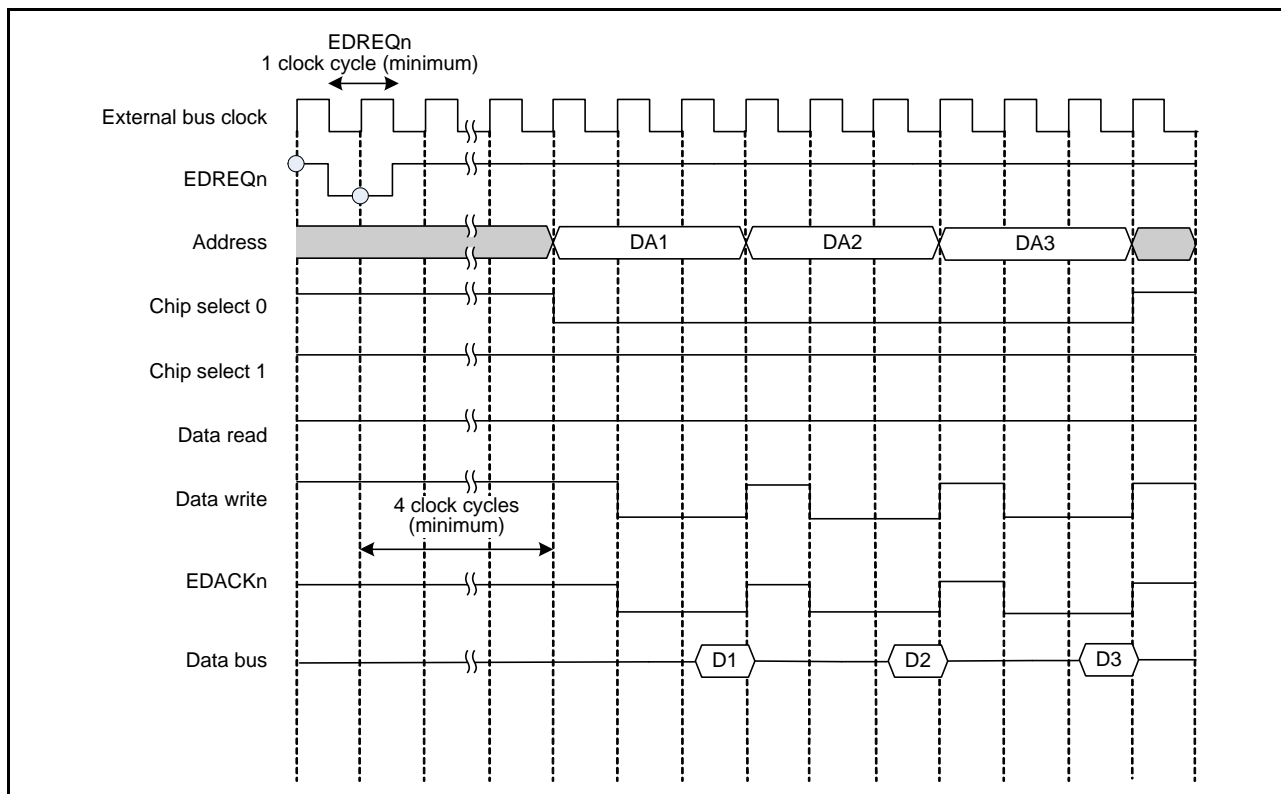 EDREQn
1 clock cycle (minimum)
External bus clock
EDREQn
Address
DA1
DA2
DA3
Chip select 0
Chip select 1
Data read
Data write
4 clock cycles
(minimum)
EDACKn
Data bus
D1
D2
D3